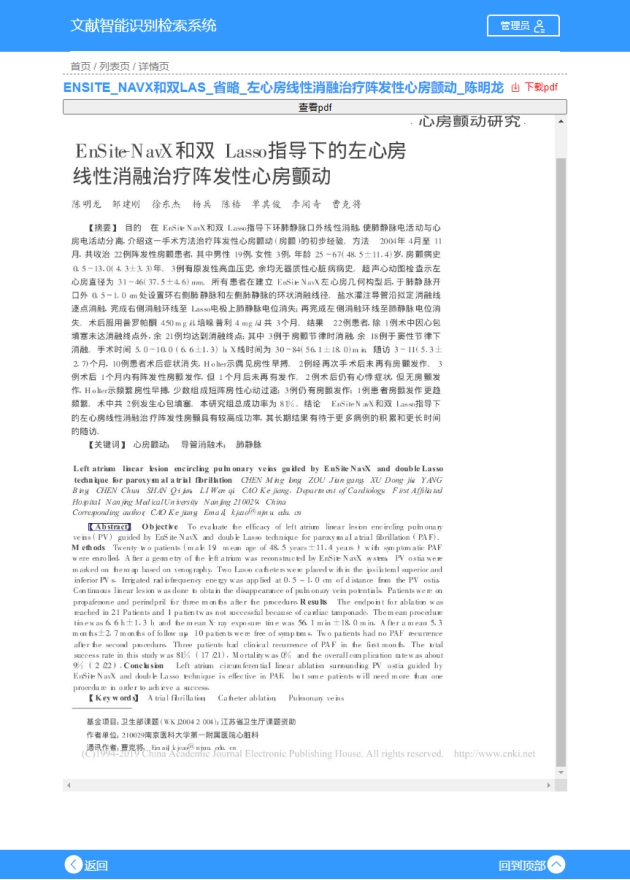 文献智能识别检索系统
管理员
首页 / 列表页 / 详情页
ENSITE_NAVX和双LAS_省略_左心房线性消融治疗阵发性心房颤动_陈明龙
下载pdf
查看pdf
·心房颤动研究·
EnSite-NavX 和双 Lasso指导下的左心房
线性消融治疗阵发性心房颤动
陈明龙 邹建刚 徐东杰 杨兵 陈椿 单其俊 李闻奇 曹克将
【摘要】 目的 在 EnSite NavX和双 Lasso指导下环肺静脉口外线性消融, 使肺静脉电活动与心
房电活动分离, 介绍这一手术方法治疗阵发性心房颤动 (房颤)的初步经验. 方法 2004年 4月至 11
月, 共收治 22例阵发性房颤患者, 其中男性 19例, 女性 3例, 年龄 25~67(48.5±11.4)岁, 房颤病史
0.5~13.0(4.3±3.3)年. 3例有原发性高血压史, 余均无器质性心脏病病史. 超声心动图检查示左
心房直径为 31~46(37.5±4.6)mm. 所有患者在建立 EnSite NavX左心房几何构型后, 于肺静脉开
口外 0.5~1.0 cm处设置环右侧肺静脉和左侧肺静脉的环状消融线径. 盐水灌注导管沿拟定消融线
逐点消融, 完成右侧消融环线至 Lasso电极上肺静脉电位消失; 再完成左侧消融环线至肺静脉电位消
失. 术后服用普罗帕酮 450 mg/d, 培哚普利 4 mg/d 共 3个月. 结果 22例患者, 除 1例术中因心包
填塞未达消融终点外, 余 21例均达到消融终点; 其中 3例于房颤节律时消融, 余 18例于窦性节律下
消融. 手术时间 5.0~10.0 (6.6±1.3) h, X线时间为 30~84(56.1±18.0)min. 随访 3~11(5.3±
2.7)个月, 10例患者术后症状消失, Holter示偶见房性早搏. 2例经再次手术后未再有房颤发作. 3
例术后 1个月内有阵发性房颤发作, 但 1个月后未再有发作. 2例术后仍有心悸症状, 但无房颤发
作, Holter示频繁房性早搏, 少数组成短阵房性心动过速; 3例仍有房颤发作; 1例患者房颤发作更趋
频繁. 术中共 2例发生心包填塞. 本研究组总成功率为 81%. 结论 EnSite NavX和双 Lasso指导下
的左心房线性消融治疗阵发性房颤具有较高成功率, 其长期结果有待于更多病例的积累和更长时间
的随访.
【关键词】 心房颤动; 导管消融术; 肺静脉
Left atrium linear lesion encircling pulmonary veins guided by EnSite NavX and double Lasso
technique for paroxymal atrial fibrillation CHEN Ming long ZOU Jian gang, XU Dong jie YANG
Bing CHEN Chun, SHAN Qi jun, LI Wen qi CAO Ke jiang. Department of Cardiology First Affiliated
Hospital, Nanjing Medical University Nanjing 210029, China
Corresponding author, CAO Ke jiang Email, kjcao@njmu. edu. cn
【Abstract】 Objective To evaluate the efficacy of left atrium linear lesion encircling pulmonary
veins (PV) guided by EnSite NavX and double Lasso technique for paroxymal atrial fibrillation (PAF).
Methods Twenty two patients (male 19, mean age of 48.5 years±11.4 years) with symptomatic PAF
were enrolled. After the geometry of the left atrium was reconstructed by EnSite NavX system, PV ostia were
marked on the map based on venography. Two Lasso catheters were placed within the ipsilateral superior and
inferior PVs. Irrigated radiofrequency energy was applied at 0.5-1.0 cm of distance from the PV ostia.
Continuous linear lesion was done to obtain the disappearance of pulmonary vein potentials. Patients were on
propafenone and perindpril for three months after the procedure. Results The endpoint for ablation was
reached in 21 Patients and 1 patient was not successful because of cardiac tamponade. The mean procedure
time was 6.6 h±1.3 h and the mean X ray exposure time was 56.1 min ±18.0 min. After a mean 5.3
months±2.7 months of follow up, 10 patients were free of symptoms. Two patients had no PAF recurrence
after the second procedure. Three patients had clinical recurrence of PAF in the first month. The total
success rate in this study was 81% (17/21). Mortality was 0% and the overall complication rate was about
9% (2/22). Conclusion Left atrium circumferential linear ablation surrounding PV ostia guided by
EnSite NavX and double Lasso technique is effective in PAF, but some patients will need more than one
procedure in order to achieve a success.
【Key words】 Atrial fibrillation; Catheter ablation; Pulmonary veins
基金项目: 卫生部课题 (WKJ2004-2-004); 江苏省卫生厅课题资助
作者单位: 210029南京医科大学第一附属医院心脏科
通讯作者: 曹克将, Email, kjcao@njmu. edu. cn
(C)1994-2019 China Academic Journal Electronic Publishing House. All rights reserved. http://www.cnki.net
返回
回到顶部